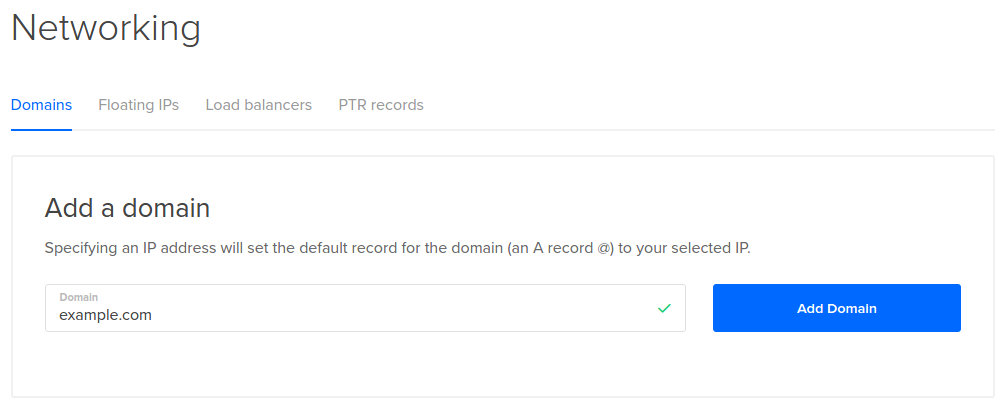 Networking
Domains Floating IPs Load balancers PTR records
Add a domain
Specifying an IP address will set the default record for the domain (an A record @) to your selected IP.
Domain
example.com
Add Domain